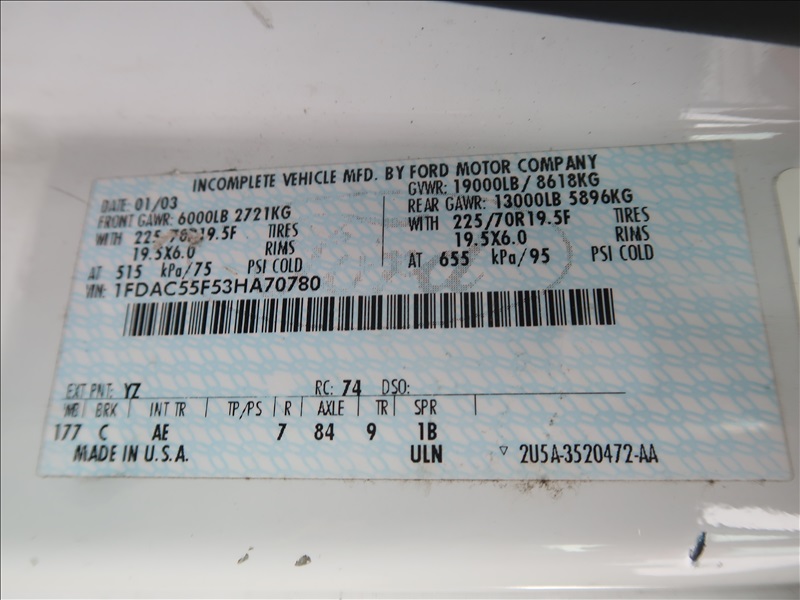 INCOMPLETE VEHICLE MFD. BY FORD MOTOR COMPANY
DATE: 01/03
GVWR: 19000LB / 8618KG
FRONT GAWR: 6000LB 2721KG
REAR GAWR: 13000LB 5896KG
WITH 225/70R19.5F TIRES
WITH 225/70R19.5F TIRES
19.5X6.0 RIMS
19.5X6.0 RIMS
AT 515 kPa/75 PSI COLD
AT 655 kPa/95 PSI COLD
VIN: 1FDAC55F53HA70780
EXT PNT: YZ RC: 74 DSO:
WB | BRK | INT TR | TP/PS | R | AXLE | TR | SPR |
177 C AE 7 84 9 1B
MADE IN U.S.A. ULN ▽ 2U5A-3520472-AA